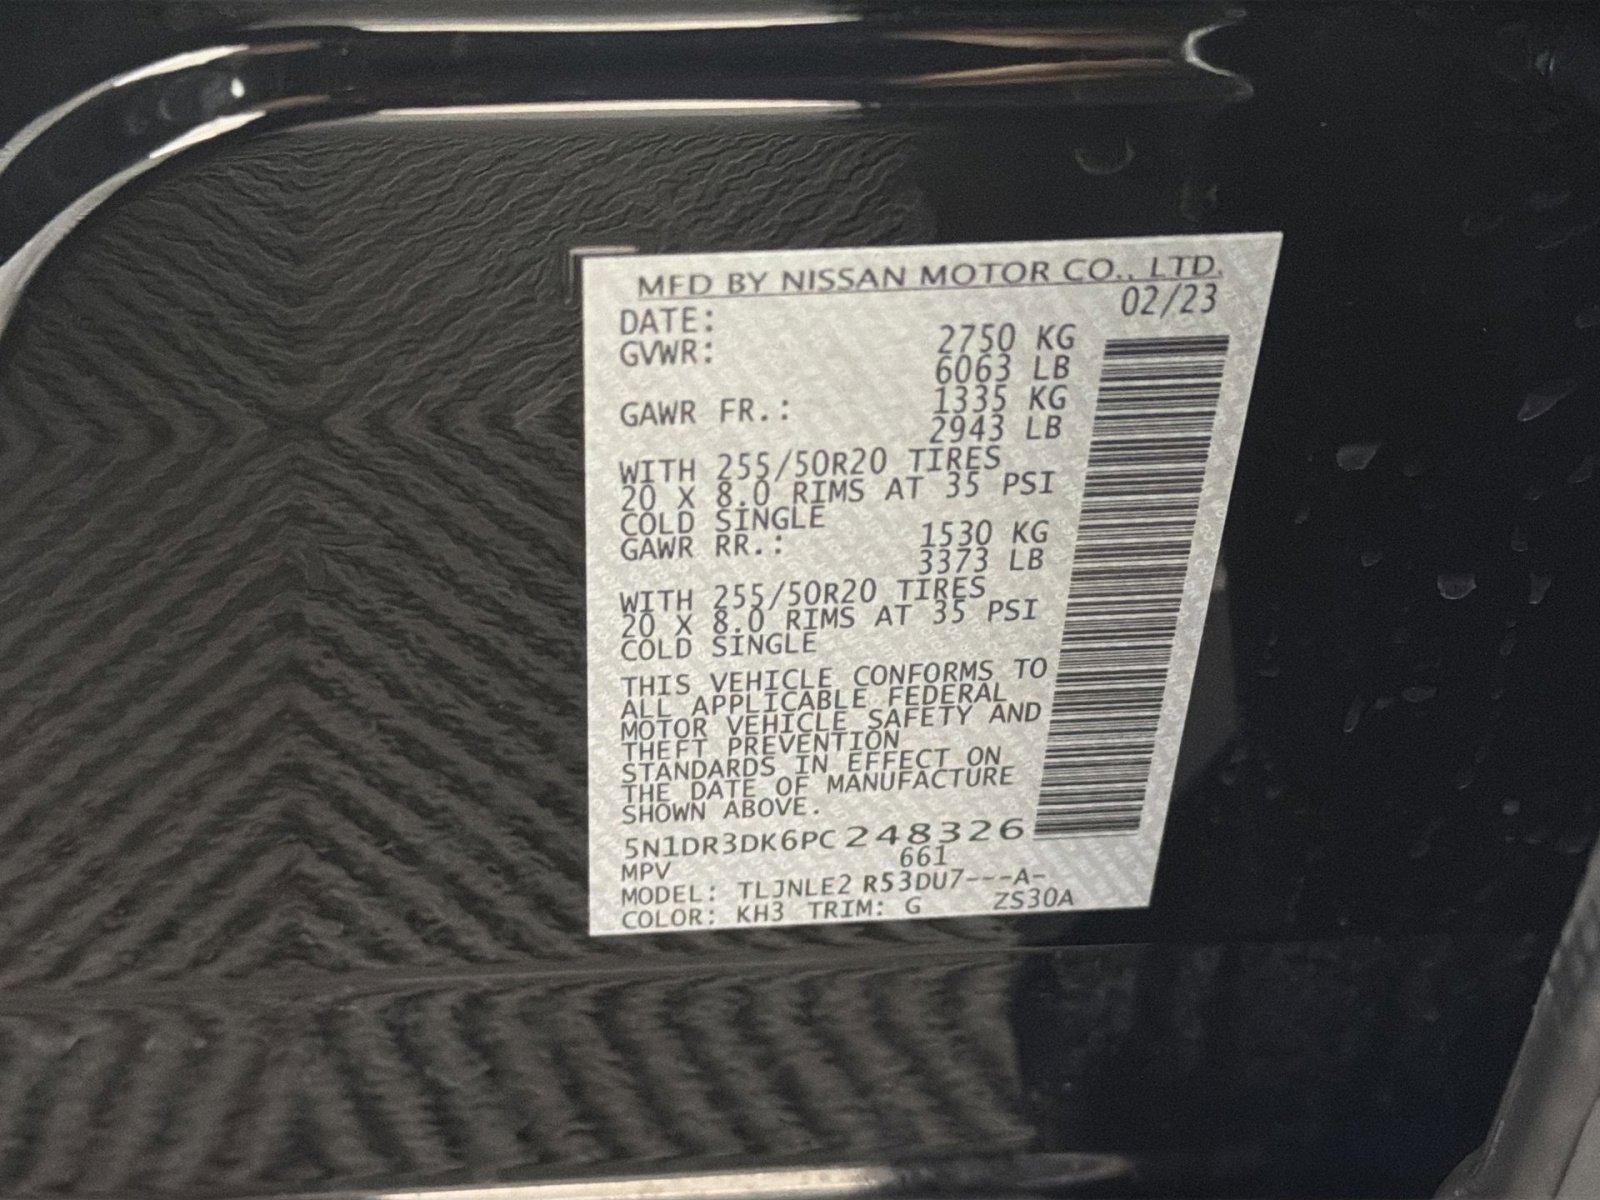 MFD BY NISSAN MOTOR CO., LTD.
DATE: 02/23
GVWR: 2750 KG
6063 LB
GAWR FR.: 1335 KG
2943 LB
WITH 255/50R20 TIRES
20 X 8.0 RIMS AT 35 PSI
COLD SINGLE
GAWR RR.: 1530 KG
3373 LB
WITH 255/50R20 TIRES
20 X 8.0 RIMS AT 35 PSI
COLD SINGLE
THIS VEHICLE CONFORMS TO
ALL APPLICABLE FEDERAL
MOTOR VEHICLE SAFETY AND
THEFT PREVENTION
STANDARDS IN EFFECT ON
THE DATE OF MANUFACTURE
SHOWN ABOVE.
5N1DR3DK6PC248326
MPV 661
MODEL: TLJNLE2 R53DU7---A-
COLOR: KH3 TRIM: G ZS30A